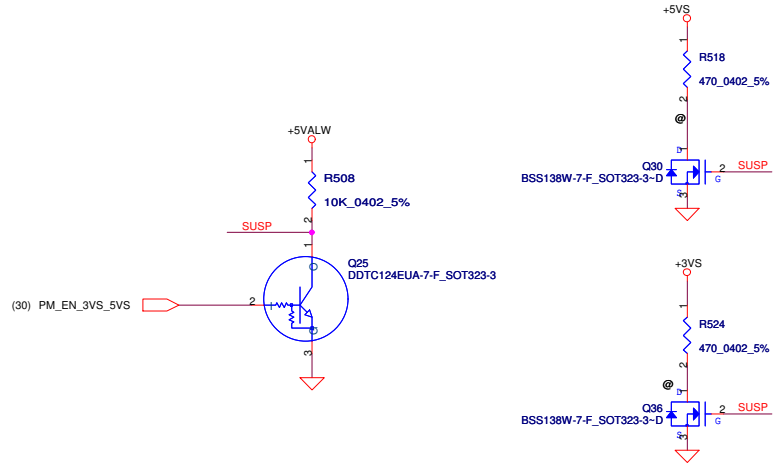 +5VS
1
R518
470_0402_5%
2
@
1
D
Q30
BSS138W-7-F_SOT323-3~D
2
SUSP
G
S
3
+5VALW
1
R508
10K_0402_5%
2
SUSP
1
Q25
DDTC124EUA-7-F_SOT323-3
(30) PM_EN_3VS_5VS
2
3
+3VS
1
R524
470_0402_5%
2
@
1
D
Q36
BSS138W-7-F_SOT323-3~D
2
SUSP
G
S
3